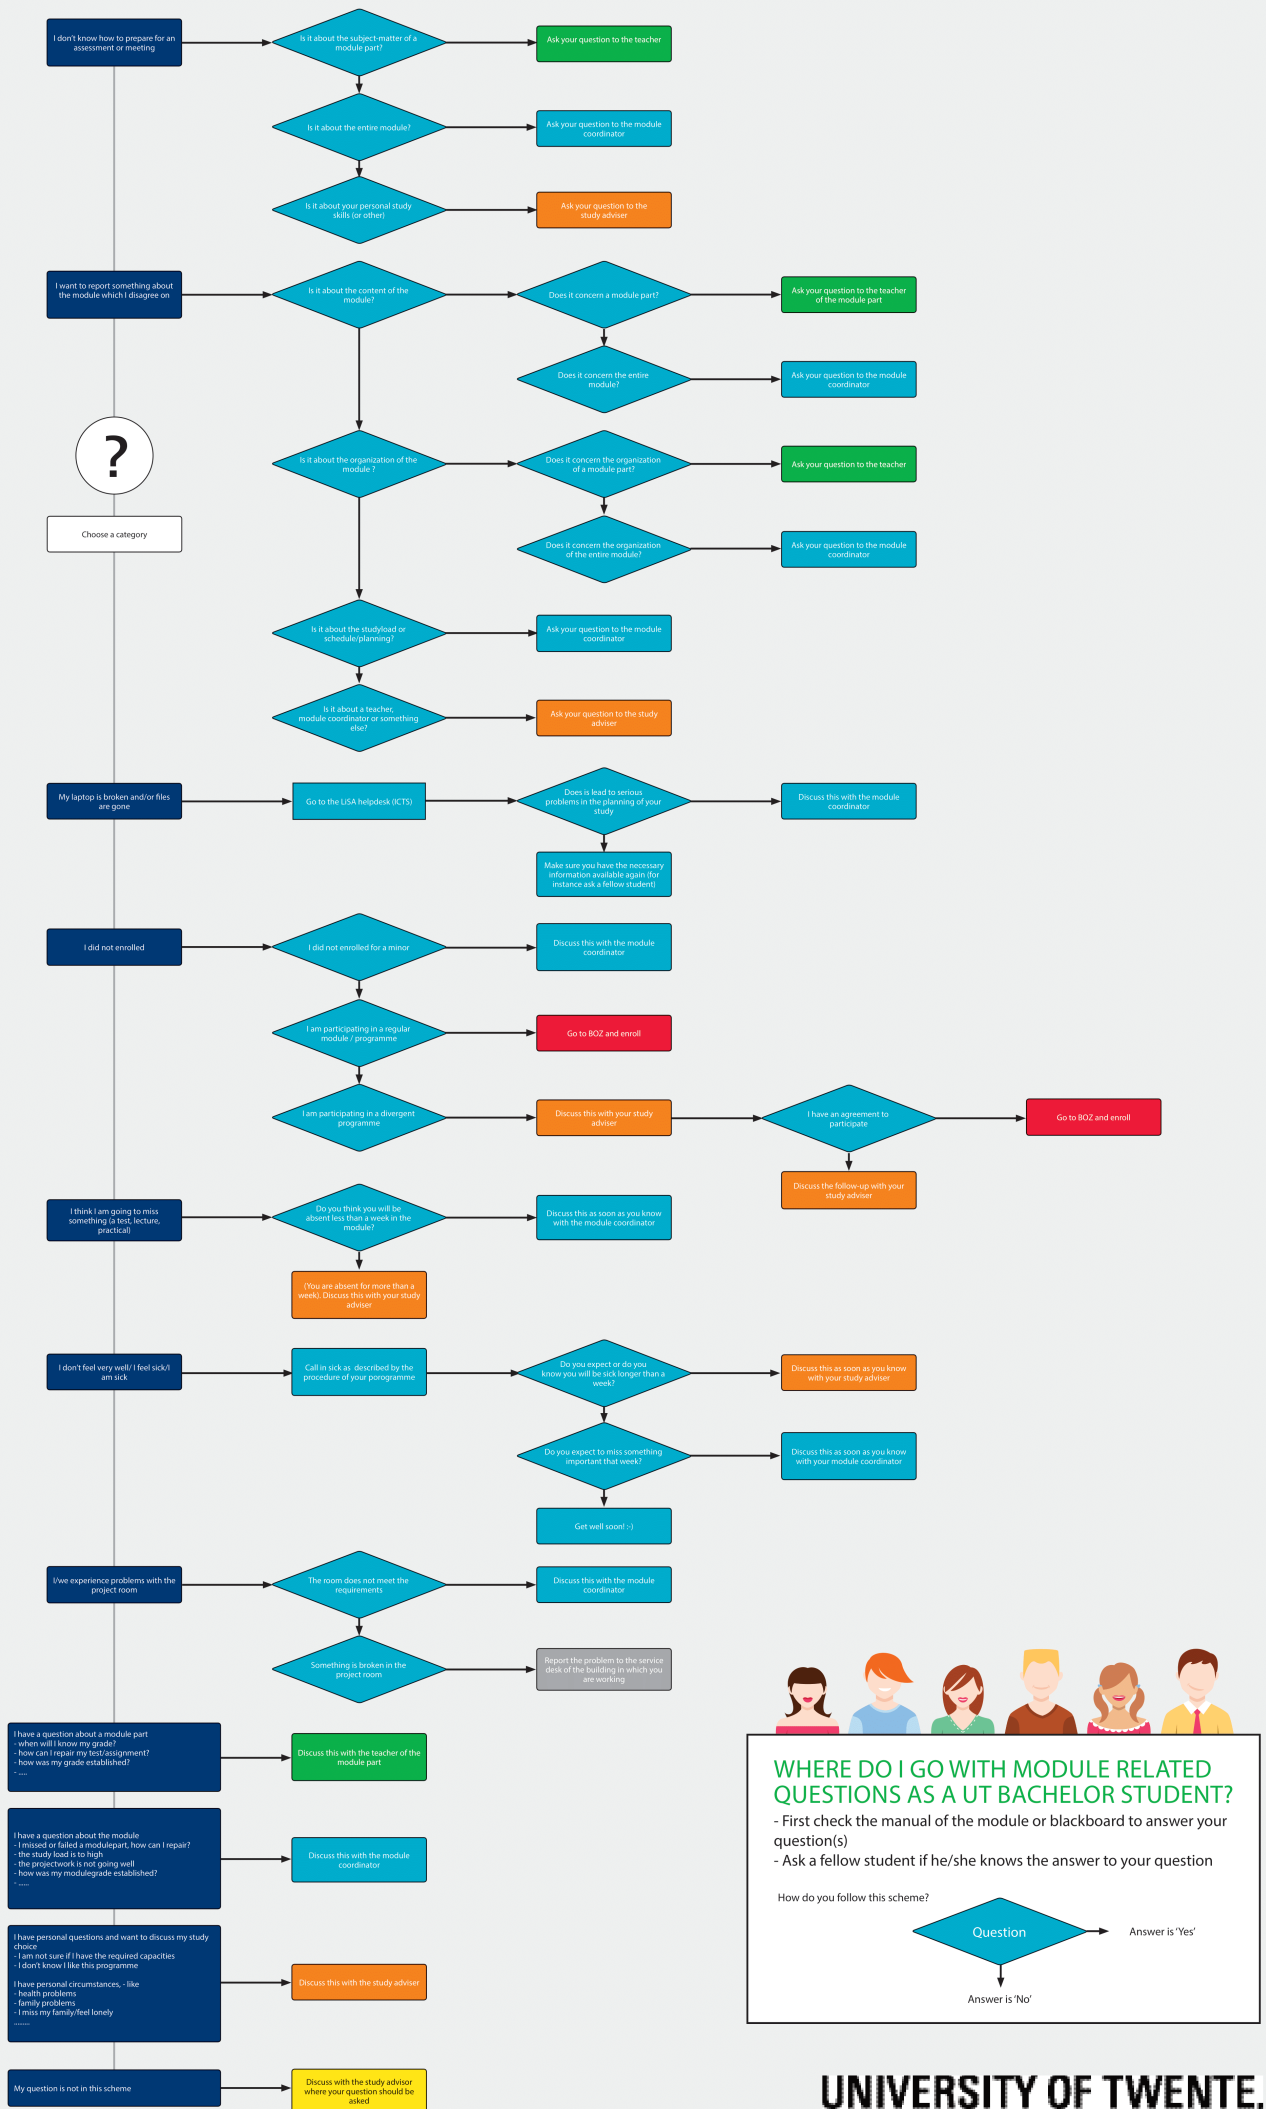 I don't know how to prepare for an
assessment or meeting
Is it about the subject-matter of a
module part?
Ask your question to the teacher
Is it about the entire module?
Ask your question to the module
coordinator
Is it about your personal study
skills (or other)
Ask your question to the
study adviser
I want to report something about
the module which I disagree on
Is it about the content of the
module?
Does it concern a module part?
Ask your question to the teacher
of the module part
Does it concern the entire
module?
Ask your question to the module
coordinator
?
Choose a category
Is it about the organization of the
module ?
Does it concern the organization
of a module part?
Ask your question to the teacher
Does it concern the organization
of the entire module?
Ask your question to the module
coordinator
Is it about the studyload or
schedule/planning?
Ask your question to the module
coordinator
Is it about a teacher,
module coordinator or something
else?
Ask your question to the study
adviser
My laptop is broken and/or files
are gone
Go to the LiSA helpdesk (ICTS)
Does is lead to serious
problems in the planning of your
study
Discuss this with the module
coordinator
Make sure you have the necessary
information available again (for
instance ask a fellow student)
I did not enrolled
I did not enrolled for a minor
Discuss this with the module
coordinator
I am participating in a regular
module / programme
Go to BOZ and enroll
I am participating in a divergent
programme
Discuss this with your study
adviser
I have an agreement to
participate
Go to BOZ and enroll
Discuss the follow-up with your
study adviser
I think I am going to miss
something (a test, lecture,
practical)
Do you think you will be
absent less than a week in the
module?
Discuss this as soon as you know
with the module coordinator
(You are absent for more than a
week). Discuss this with your study
adviser
I don't feel very well/ I feel sick/I
am sick
Call in sick as described by the
procedure of your porogramme
Do you expect or do you
know you will be sick longer than a
week?
Discuss this as soon as you know
with your study adviser
Do you expect to miss something
important that week?
Discuss this as soon as you know
with your module coordinator
Get well soon! :-)
I/we experience problems with the
project room
The room does not meet the
requirements
Discuss this with the module
coordinator
Something is broken in the
project room
Report the problem to the service
desk of the building in which you
are working
I have a question about a module part
- when will I know my grade?
- how can I repair my test/assignment?
- how was my grade established?
- .....
Discuss this with the teacher of the
module part
I have a question about the module
- I missed or failed a modulepart, how can I repair?
- the study load is to high
- the projectwork is not going well
- how was my modulegrade established?
- ......
Discuss this with the module
coordinator
I have personal questions and want to discuss my study
choice
- I am not sure if I have the required capacities
- I don't know I like this programme
I have personal circumstances, - like
- health problems
- family problems
- I miss my family/feel lonely
.........
Discuss this with the study adviser
My question is not in this scheme
Discuss with the study advisor
where your question should be
asked
WHERE DO I GO WITH MODULE RELATED
QUESTIONS AS A UT BACHELOR STUDENT?
- First check the manual of the module or blackboard to answer your
question(s)
- Ask a fellow student if he/she knows the answer to your question
How do you follow this scheme?
Question
Answer is 'Yes'
Answer is 'No'
UNIVERSITY OF TWENTE.